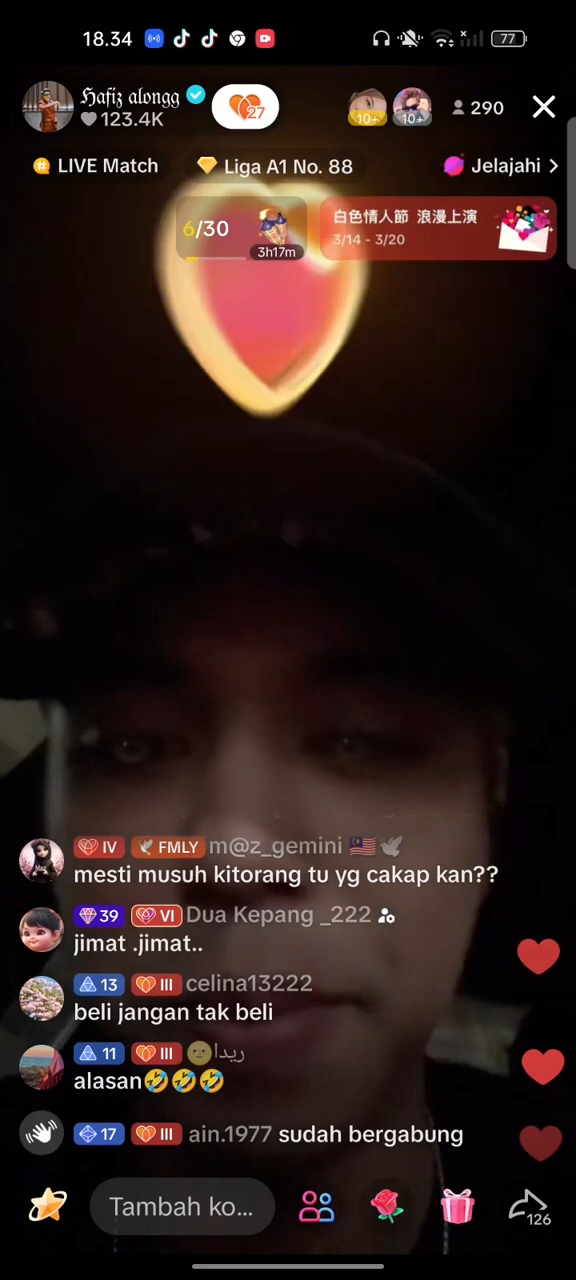 18.34
77
Hafiz alongg
123.4K
27
10+
10+
290
LIVE Match
Liga A1 No. 88
Jelajahi
6/30
3h17m
白色情人節 浪漫上演
3/14 - 3/20
IV FMLY m@z_gemini 🇲🇾🕊️
mesti musuh kitorang tu yg cakap kan??
39 VI Dua Kepang _222
jimat .jimat..
13 III celina13222
beli jangan tak beli
11 III 🌝ريدا
alasan🤣🤣🤣
17 III ain.1977 sudah bergabung
Tambah ko...
126